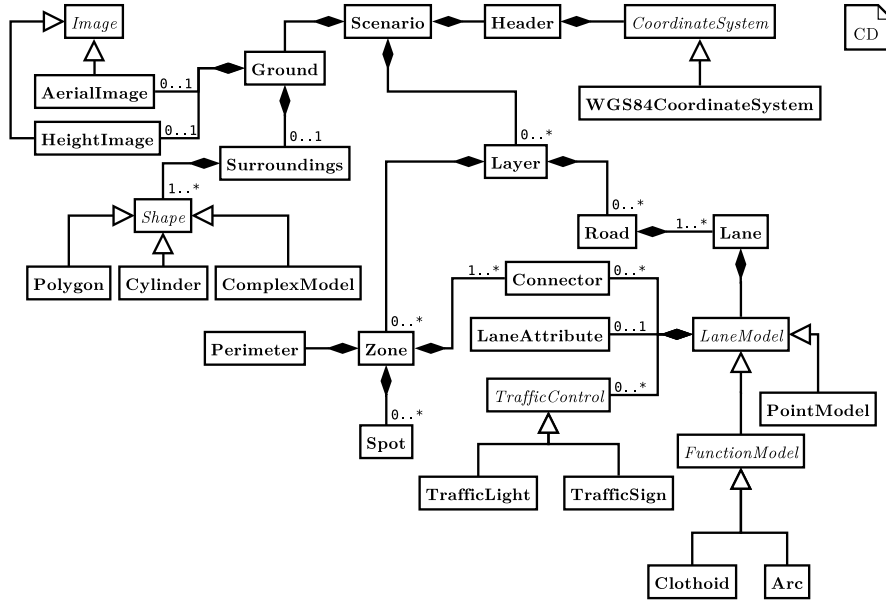 Image
Scenario
Header
CoordinateSystem
CD
Ground
AerialImage
0..1
WGS84CoordinateSystem
HeightImage
0..1
0..1
0..*
Surroundings
Layer
1..*
Shape
0..*
Road
1..*
Lane
Polygon
Cylinder
ComplexModel
1..*
Connector
0..*
0..*
LaneAttribute
0..1
LaneModel
Perimeter
Zone
TrafficControl
0..*
PointModel
0..*
Spot
FunctionModel
TrafficLight
TrafficSign
Clothoid
Arc